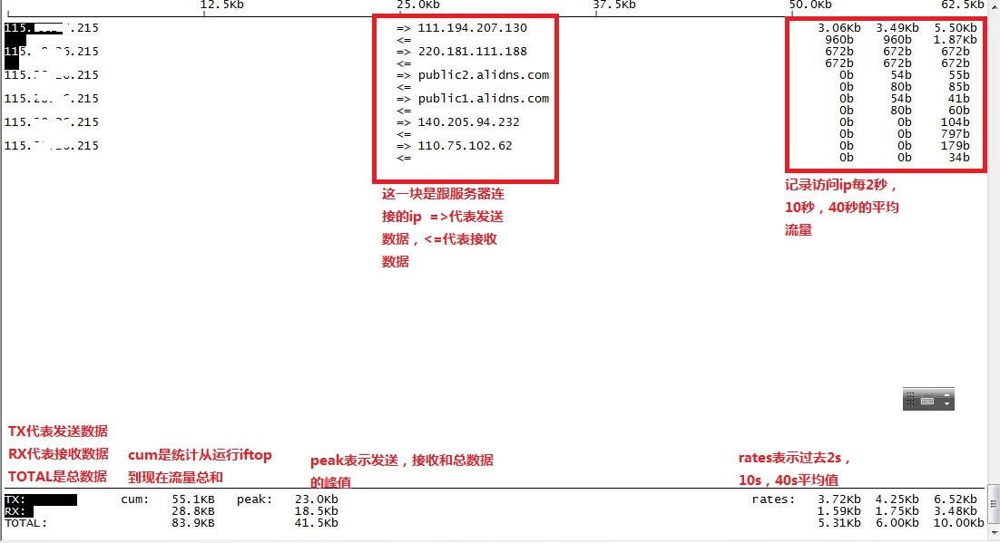 12.5Kb 25.0Kb 37.5Kb 50.0Kb 62.5Kb
115. .215 => 111.194.207.130 3.06Kb 3.49Kb 5.50Kb
<= 960b 960b 1.87Kb
115. .215 => 220.181.111.188 672b 672b 672b
<= 672b 672b 672b
115. .215 => public2.alidns.com 0b 54b 55b
<= 0b 80b 85b
115. .215 => public1.alidns.com 0b 54b 41b
<= 0b 80b 60b
115. .215 => 140.205.94.232 0b 0b 104b
<= 0b 0b 797b
115. .215 => 110.75.102.62 0b 0b 179b
<= 0b 0b 34b
这一块是跟服务器连
接的ip =>代表发送
数据，<=代表接收
数据
记录访问ip每2秒，
10秒，40秒的平均
流量
TX代表发送数据
RX代表接收数据
TOTAL是总数据
cum是统计从运行iftop
到现在流量总和
peak表示发送，接收和总数据
的峰值
rates表示过去2s，
10s，40s平均值
TX: cum: 55.1KB peak: 23.0Kb rates: 3.72Kb 4.25Kb 6.52Kb
RX: 28.8KB 18.5Kb 1.59Kb 1.75Kb 3.48Kb
TOTAL: 83.9KB 41.5Kb 5.31Kb 6.00Kb 10.00Kb